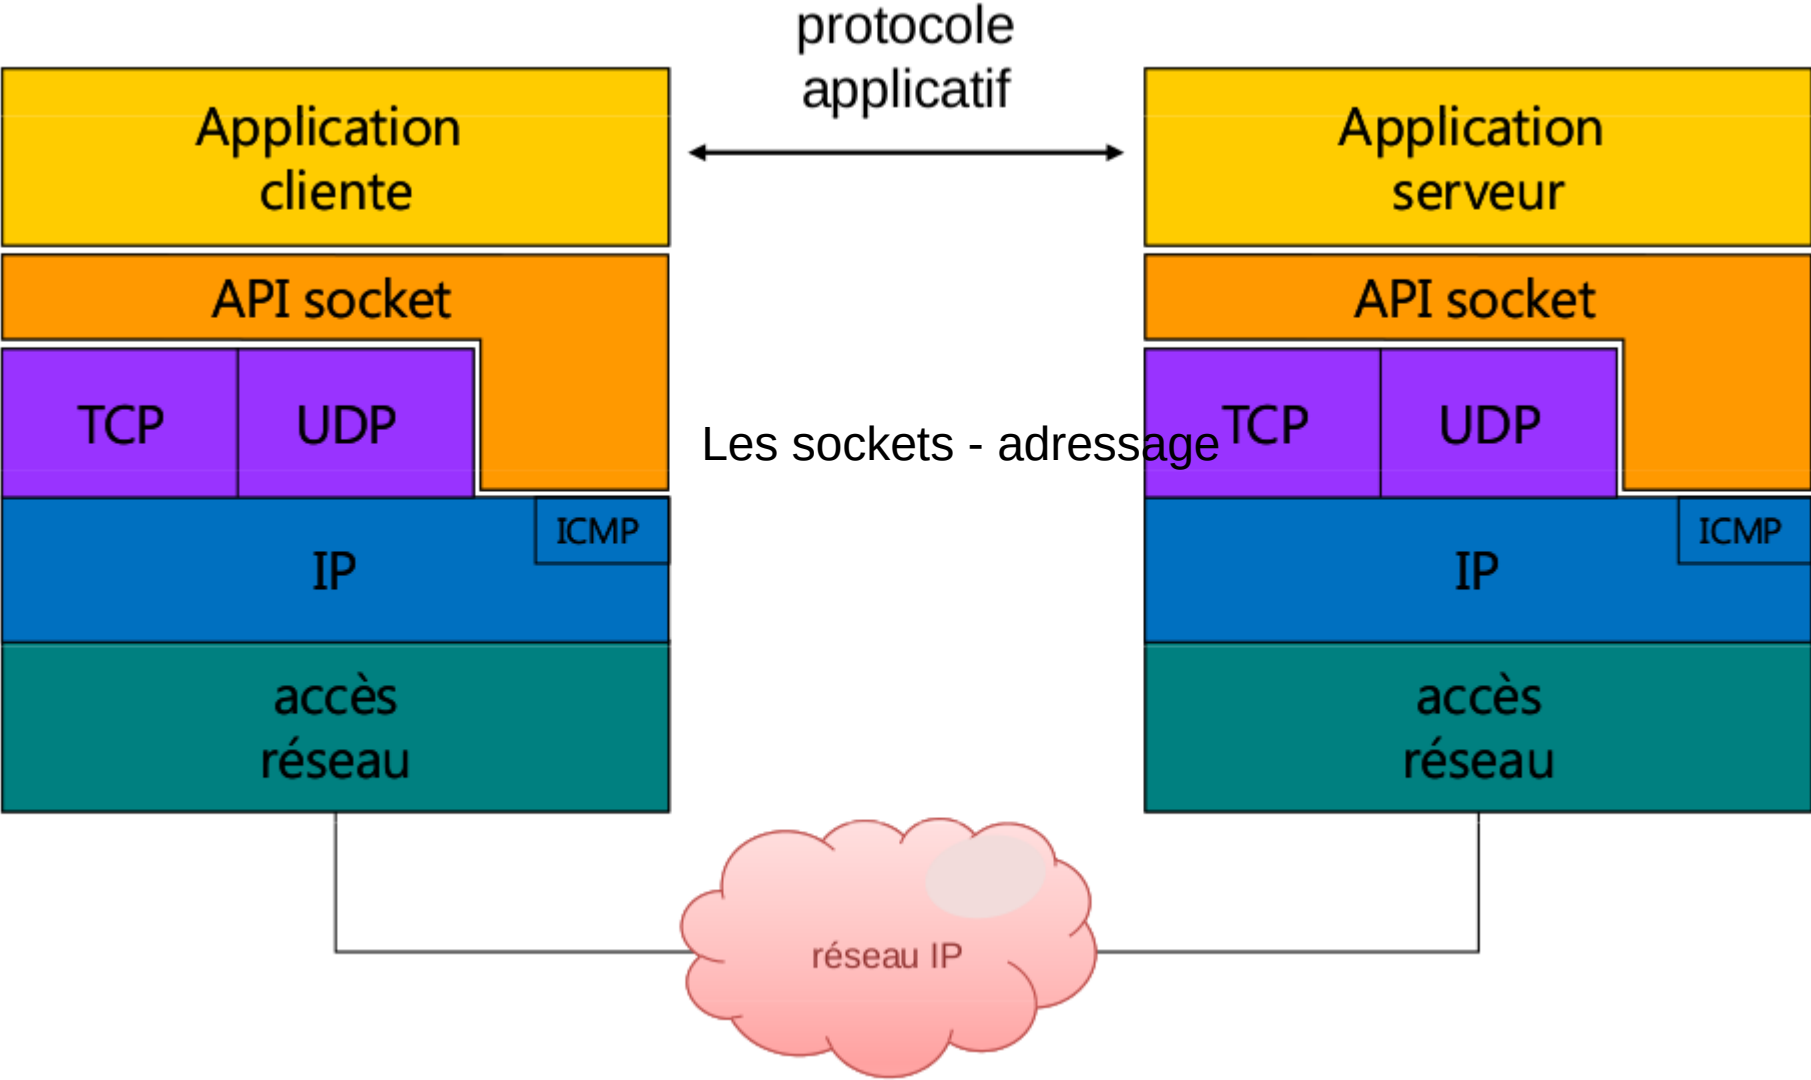 protocole
applicatif
Application
cliente
API socket
TCP
UDP
ICMP
IP
accès
réseau
Les sockets - adressage
Application
serveur
API socket
TCP
UDP
ICMP
IP
accès
réseau
réseau IP